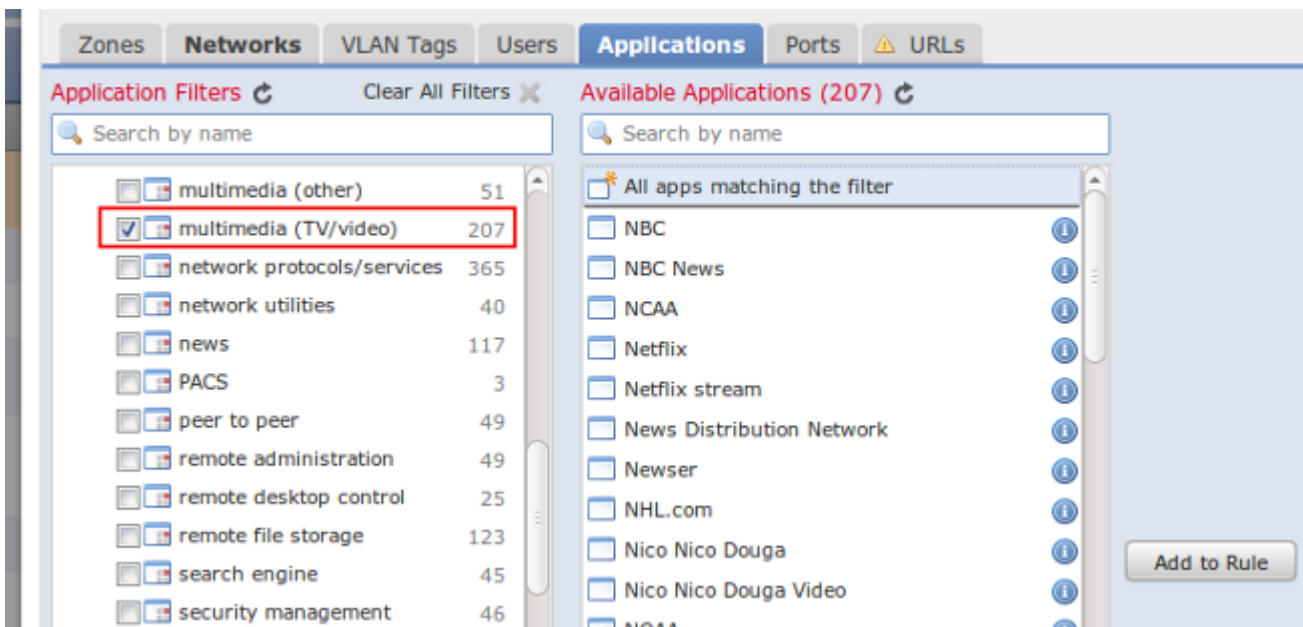 Zones Networks VLAN Tags Users Applications Ports URLs
Application Filters Clear All Filters
Search by name
multimedia (other) 51
multimedia (TV/video) 207
network protocols/services 365
network utilities 40
news 117
PACS 3
peer to peer 49
remote administration 49
remote desktop control 25
remote file storage 123
search engine 45
security management 46
Available Applications (207)
Search by name
All apps matching the filter
NBC
NBC News
NCAA
Netflix
Netflix stream
News Distribution Network
Newser
NHL.com
Nico Nico Douga
Nico Nico Douga Video
Add to Rule